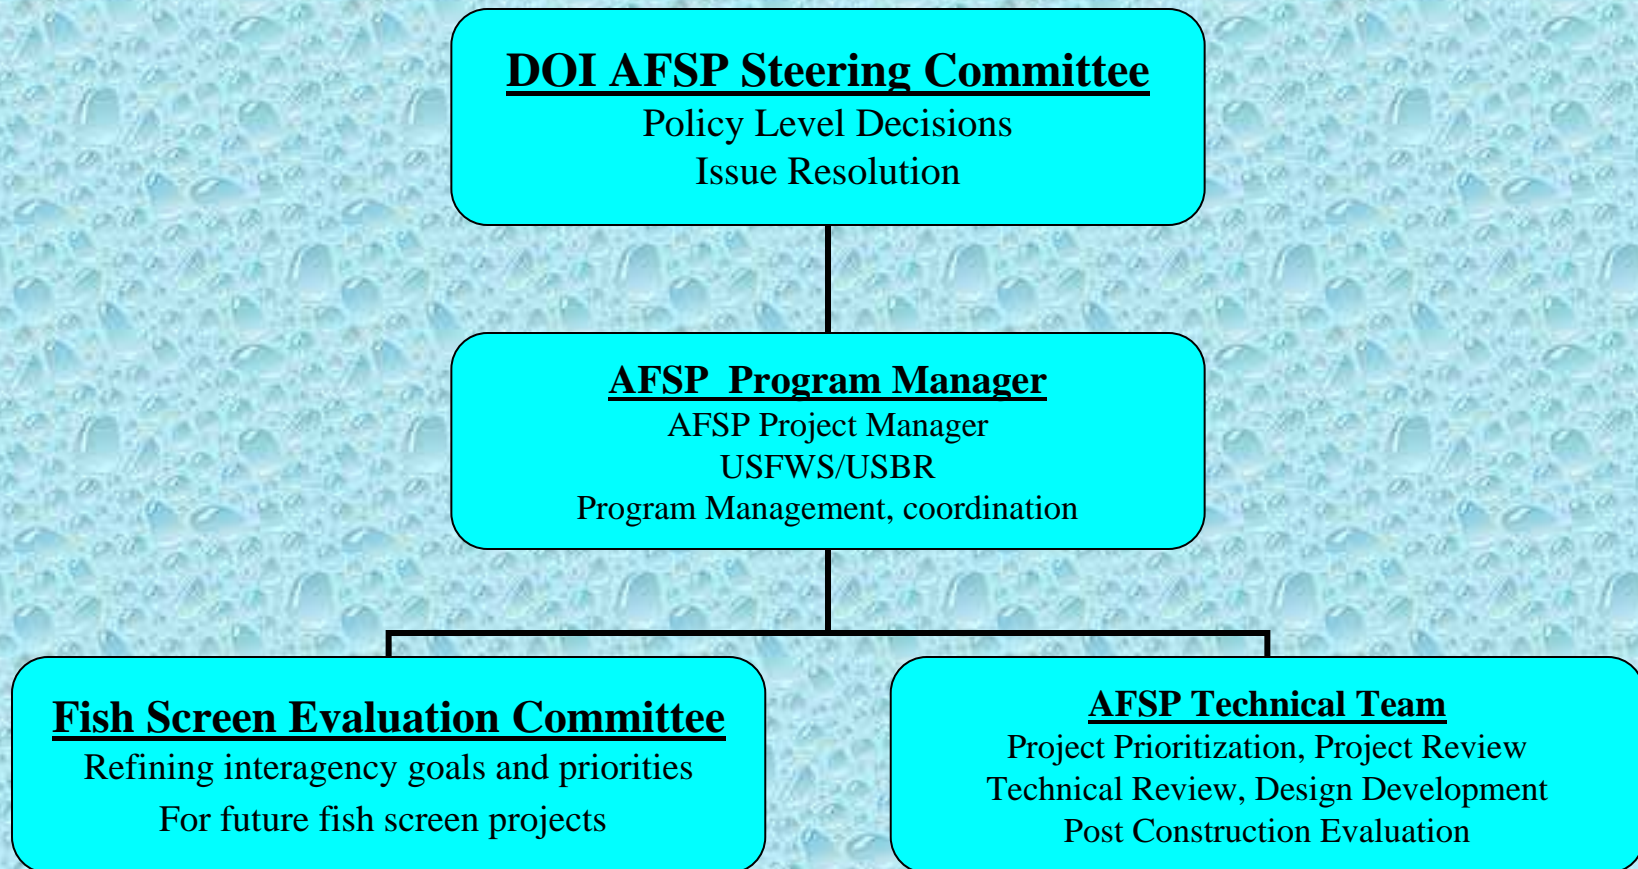 DOI AFSP Steering Committee
Policy Level Decisions
Issue Resolution
AFSP  Program Manager
AFSP Project Manager
USFWS/USBR
Program Management, coordination
Fish Screen Evaluation Committee
Refining interagency goals and priorities
For future fish screen projects
AFSP Technical Team
Project Prioritization, Project Review
Technical Review, Design Development
Post Construction Evaluation